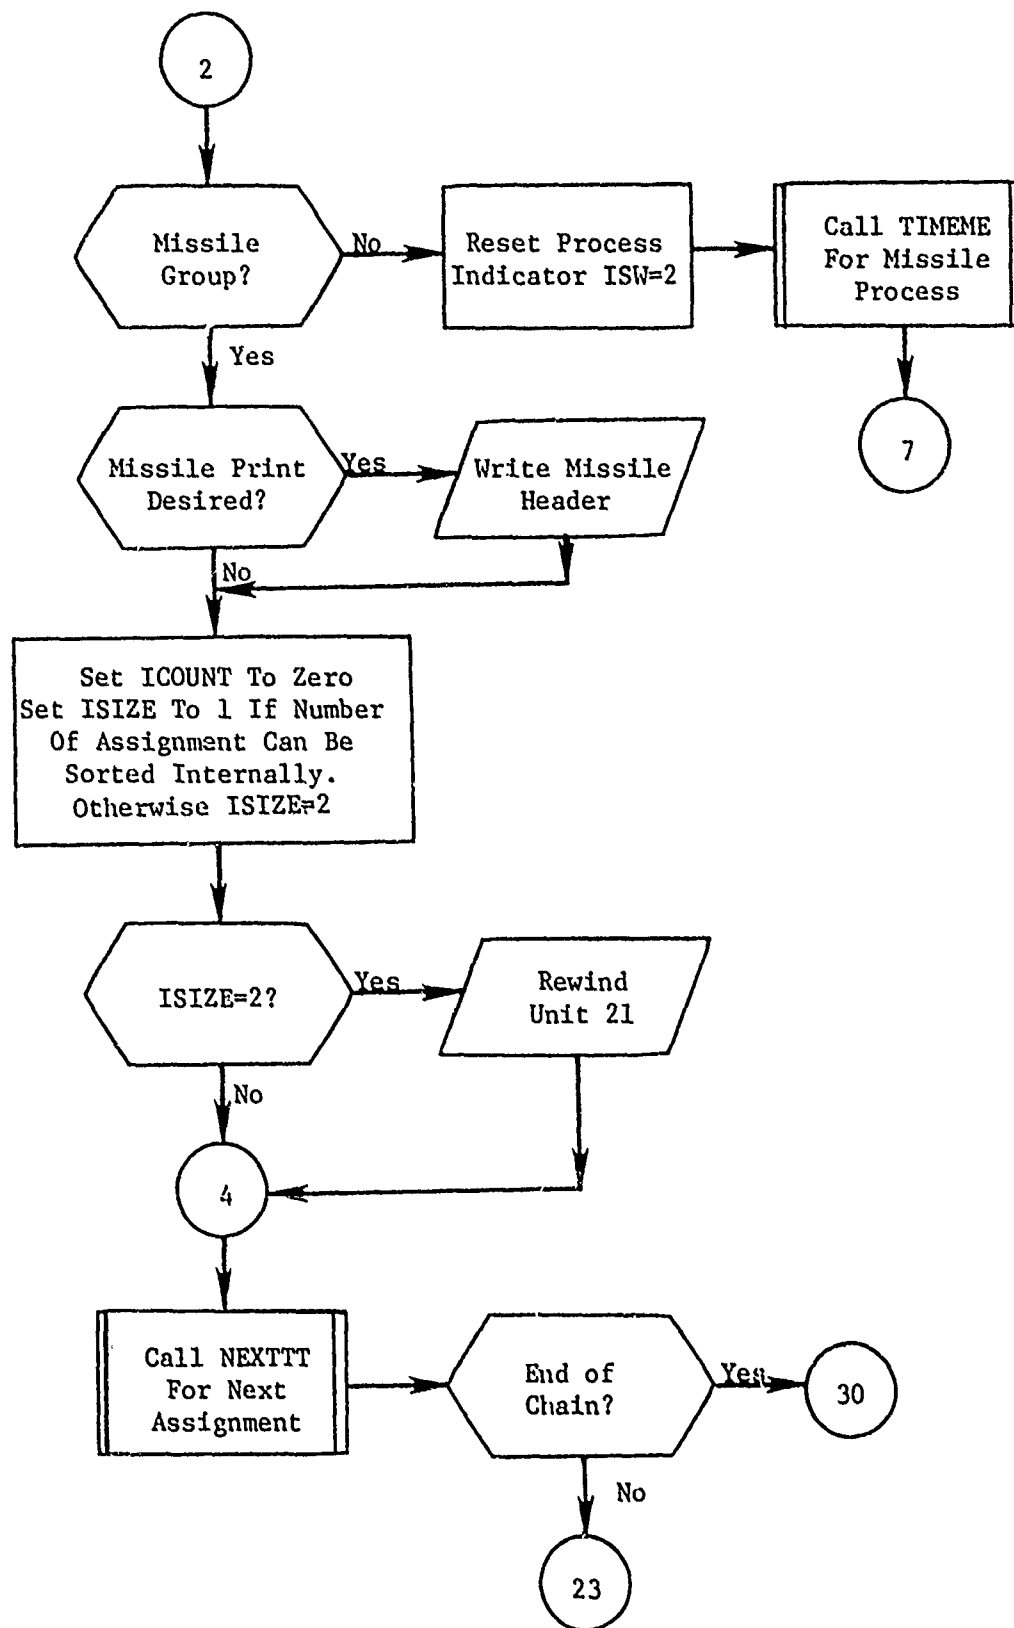 2
Missile
Group?
No
Reset Process
Indicator ISW=2
Call TIMEME
For Missile
Process
Yes
7
Missile Print
Desired?
Yes
Write Missile
Header
No
Set ICOUNT To Zero
Set ISIZE To 1 If Number
Of Assignment Can Be
Sorted Internally.
Otherwise ISIZE=2
ISIZE=2?
Yes
Rewind
Unit 21
No
4
Call NEXTTT
For Next
Assignment
End of
Chain?
Yes
30
No
23